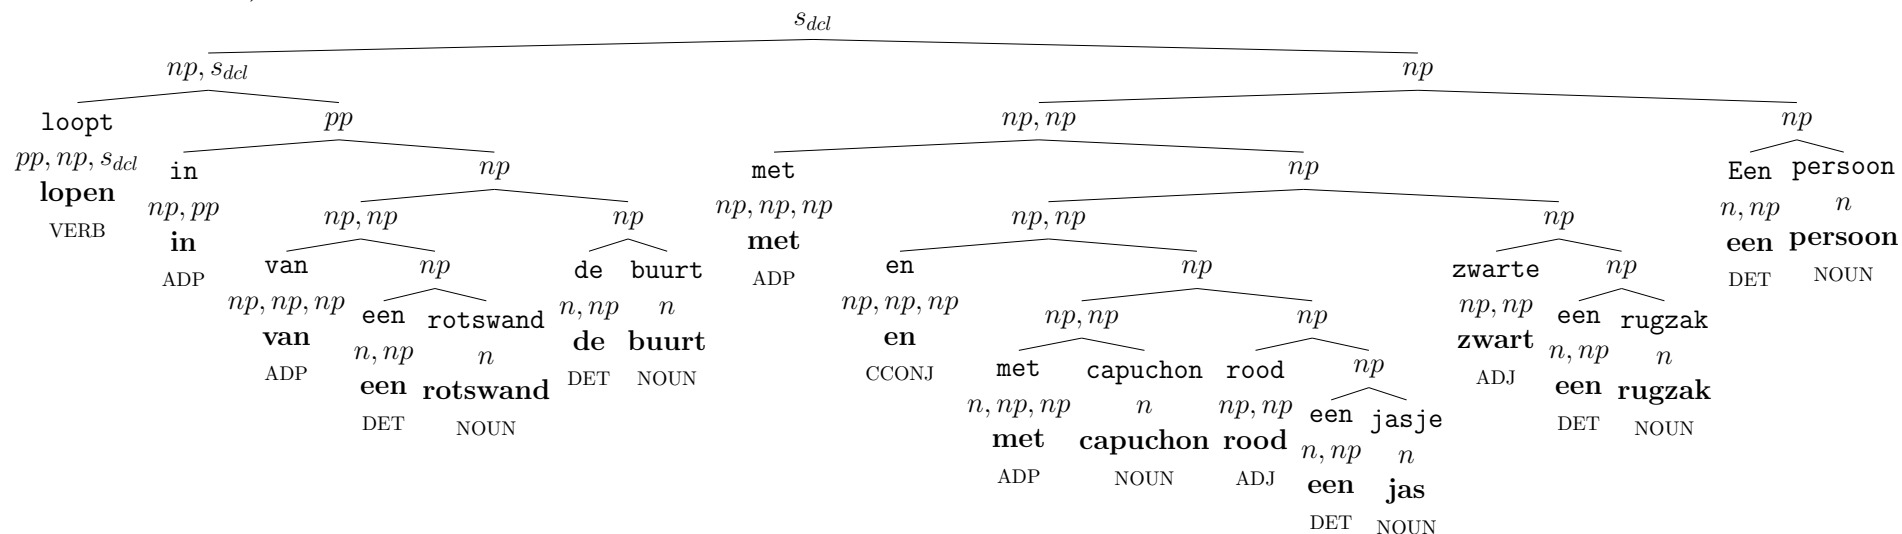 s_dcl
np, s_dcl np
loopt pp np, np np
pp, np, s_dcl in np met np Een persoon
lopen np, pp np, np np np, np, np np, np np n, np n
VERB in met een persoon
ADP van np de buurt ADP en np zwarte np DET NOUN
np, np, np een rotswand n, np n np, np, np np, np np np, np een rugzak
van n, np n de buurt en met capuchon rood np zwart n, np n
ADP een rotswand DET NOUN CCONJ n, np, np n np, np een jasje ADJ een rugzak
DET NOUN met capuchon rood n, np n DET NOUN
ADP NOUN ADJ een jas
DET NOUN